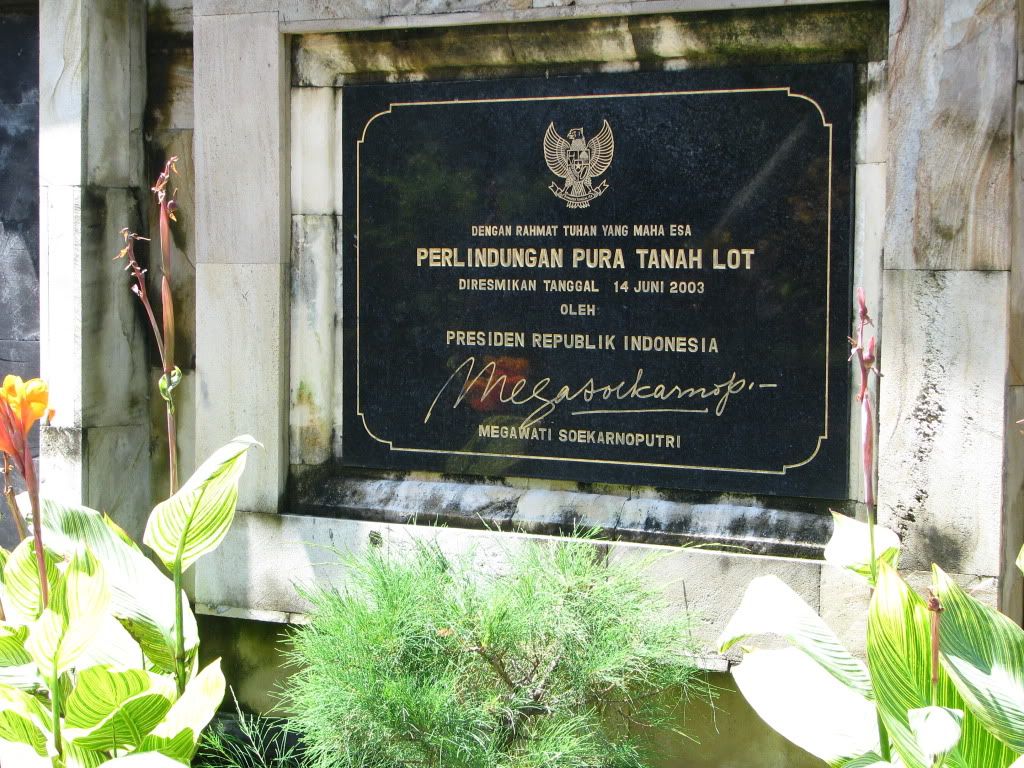 DENGAN RAHMAT TUHAN YANG MAHA ESA
PERLINDUNGAN PURA TANAH LOT
DIRESMIKAN TANGGAL 14 JUNI 2003
OLEH
PRESIDEN REPUBLIK INDONESIA
Megasoekarnop.
MEGAWATI SOEKARNOPUTRI